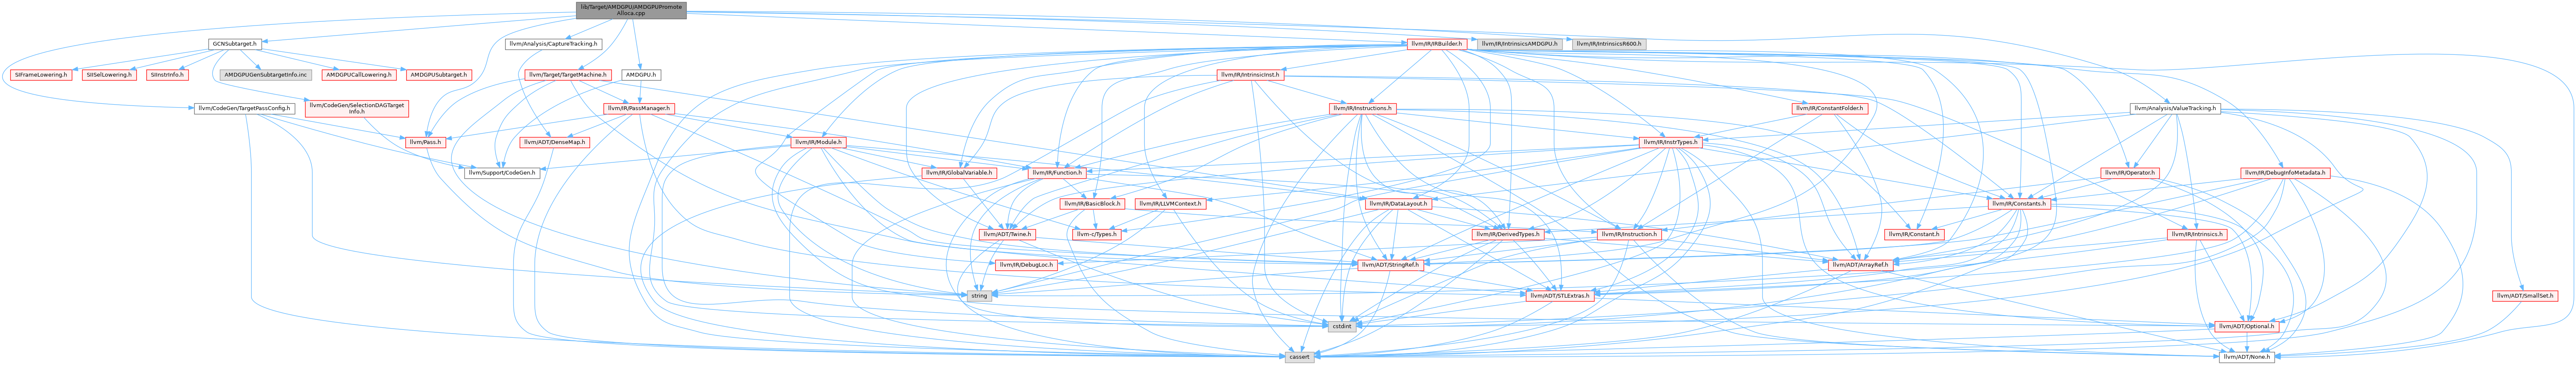 lib/Target/AMDGPU/AMDGPUPromote
Alloca.cpp
GCNSubtarget.h
llvm/Analysis/CaptureTracking.h
llvm/IR/IRBuilder.h
llvm/IR/IntrinsicsAMDGPU.h
llvm/IR/IntrinsicsR600.h
SIFrameLowering.h
SIISelLowering.h
SIInstrInfo.h
AMDGPUGenSubtargetInfo.inc
AMDGPUCallLowering.h
AMDGPUSubtarget.h
llvm/Target/TargetMachine.h
AMDGPU.h
llvm/IR/IntrinsicInst.h
llvm/CodeGen/TargetPassConfig.h
llvm/CodeGen/SelectionDAGTarget
Info.h
llvm/IR/PassManager.h
llvm/IR/Instructions.h
llvm/IR/ConstantFolder.h
llvm/Analysis/ValueTracking.h
llvm/Pass.h
llvm/ADT/DenseMap.h
llvm/IR/Module.h
llvm/IR/InstrTypes.h
llvm/Support/CodeGen.h
llvm/IR/GlobalVariable.h
llvm/IR/Function.h
llvm/IR/Operator.h
llvm/IR/DebugInfoMetadata.h
llvm/IR/BasicBlock.h
llvm/IR/LLVMContext.h
llvm/IR/DataLayout.h
llvm/IR/Constants.h
llvm/ADT/Twine.h
llvm-c/Types.h
llvm/IR/DerivedTypes.h
llvm/IR/Instruction.h
llvm/IR/Constant.h
llvm/IR/Intrinsics.h
llvm/IR/DebugLoc.h
llvm/ADT/StringRef.h
llvm/ADT/ArrayRef.h
string
llvm/ADT/STLExtras.h
llvm/ADT/SmallSet.h
cstdint
llvm/ADT/Optional.h
cassert
llvm/ADT/None.h